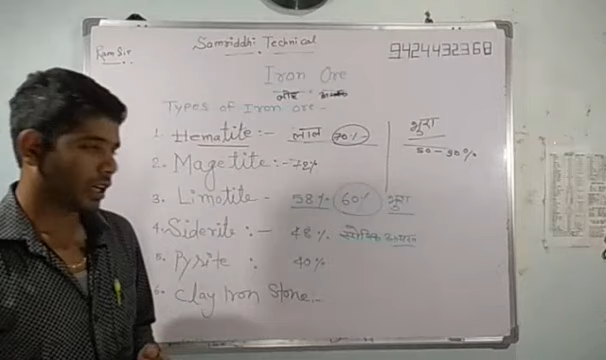 Ram Sir
Samriddhi Technical
9424432368
Iron Ore
लौह
Types of Iron ore -
1. Hematite :- लाल 70%
भुरा
50-90%
2. Magetite :- 72%
3. Limotite - 58% 60% भुरा
4. Siderite : - 48%
5. Pysite : 40%
6. Clay Iron Stone :-